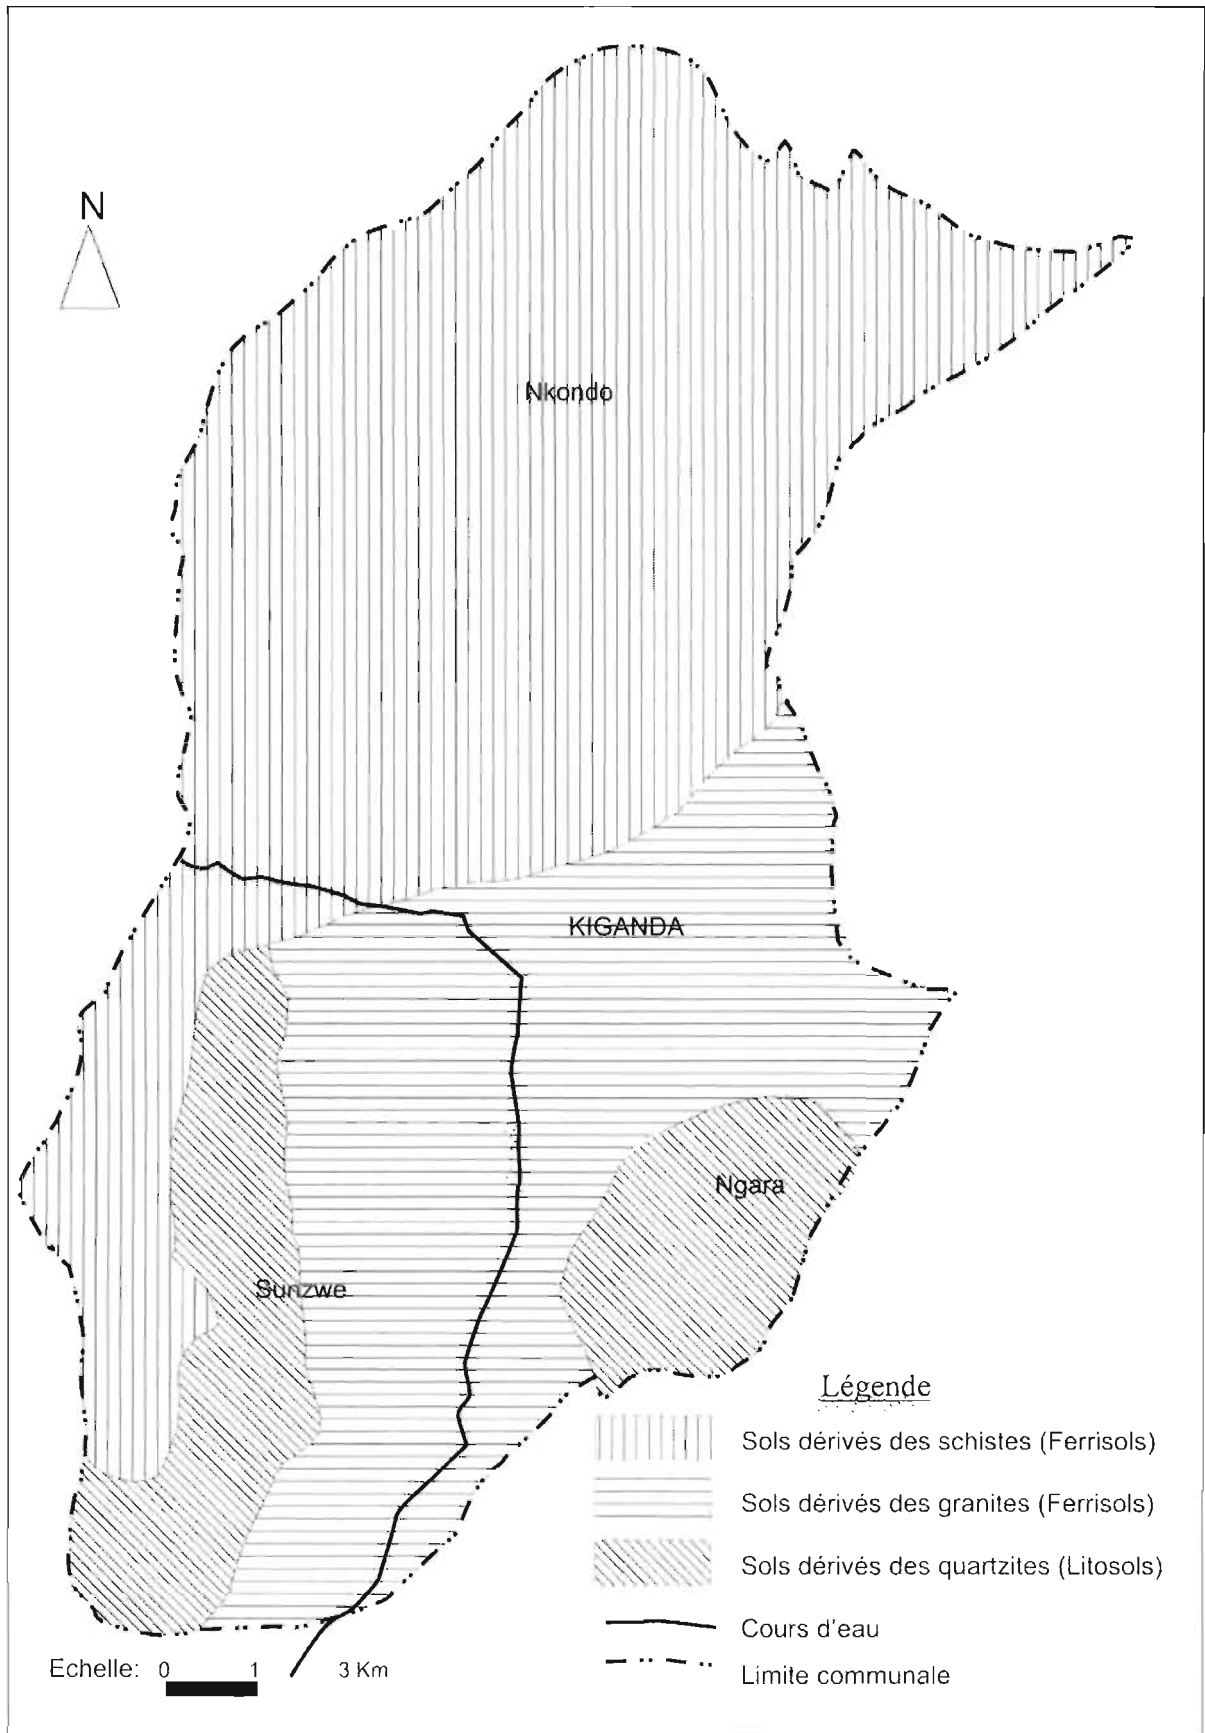 N
Nkondo
KIGANDA
Ngara
Sunzwe
Légende
Sols dérivés des schistes (Ferrisols)
Sols dérivés des granites (Ferrisols)
Sols dérivés des quartzites (Litosols)
Cours d'eau
Limite communale
Echelle: 0 1 3 Km